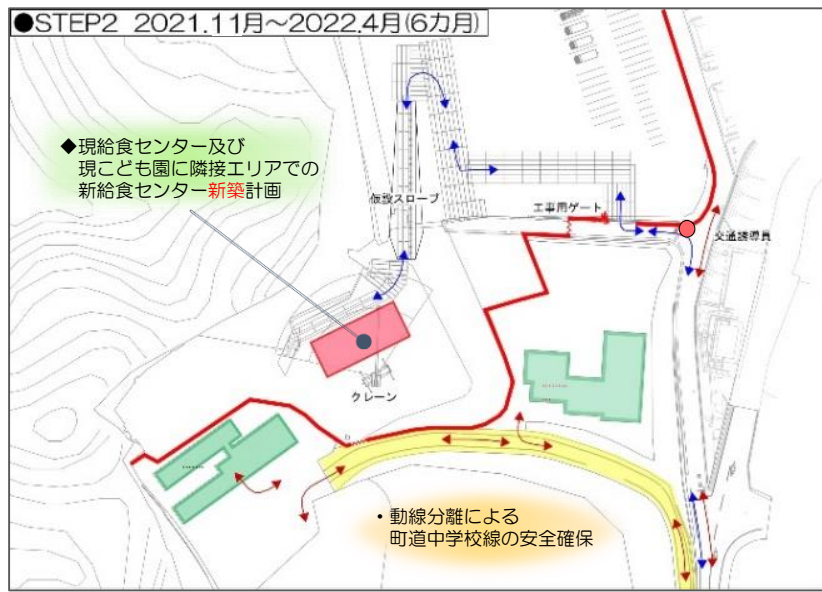 ●STEP2 2021.11月～2022.4月(6カ月)
◆現給食センター及び
現こども園に隣接エリアでの
新給食センター新築計画
仮設スロープ
工事用ゲート
交通誘導員
クレーン
・動線分離による
町道中学校線の安全確保